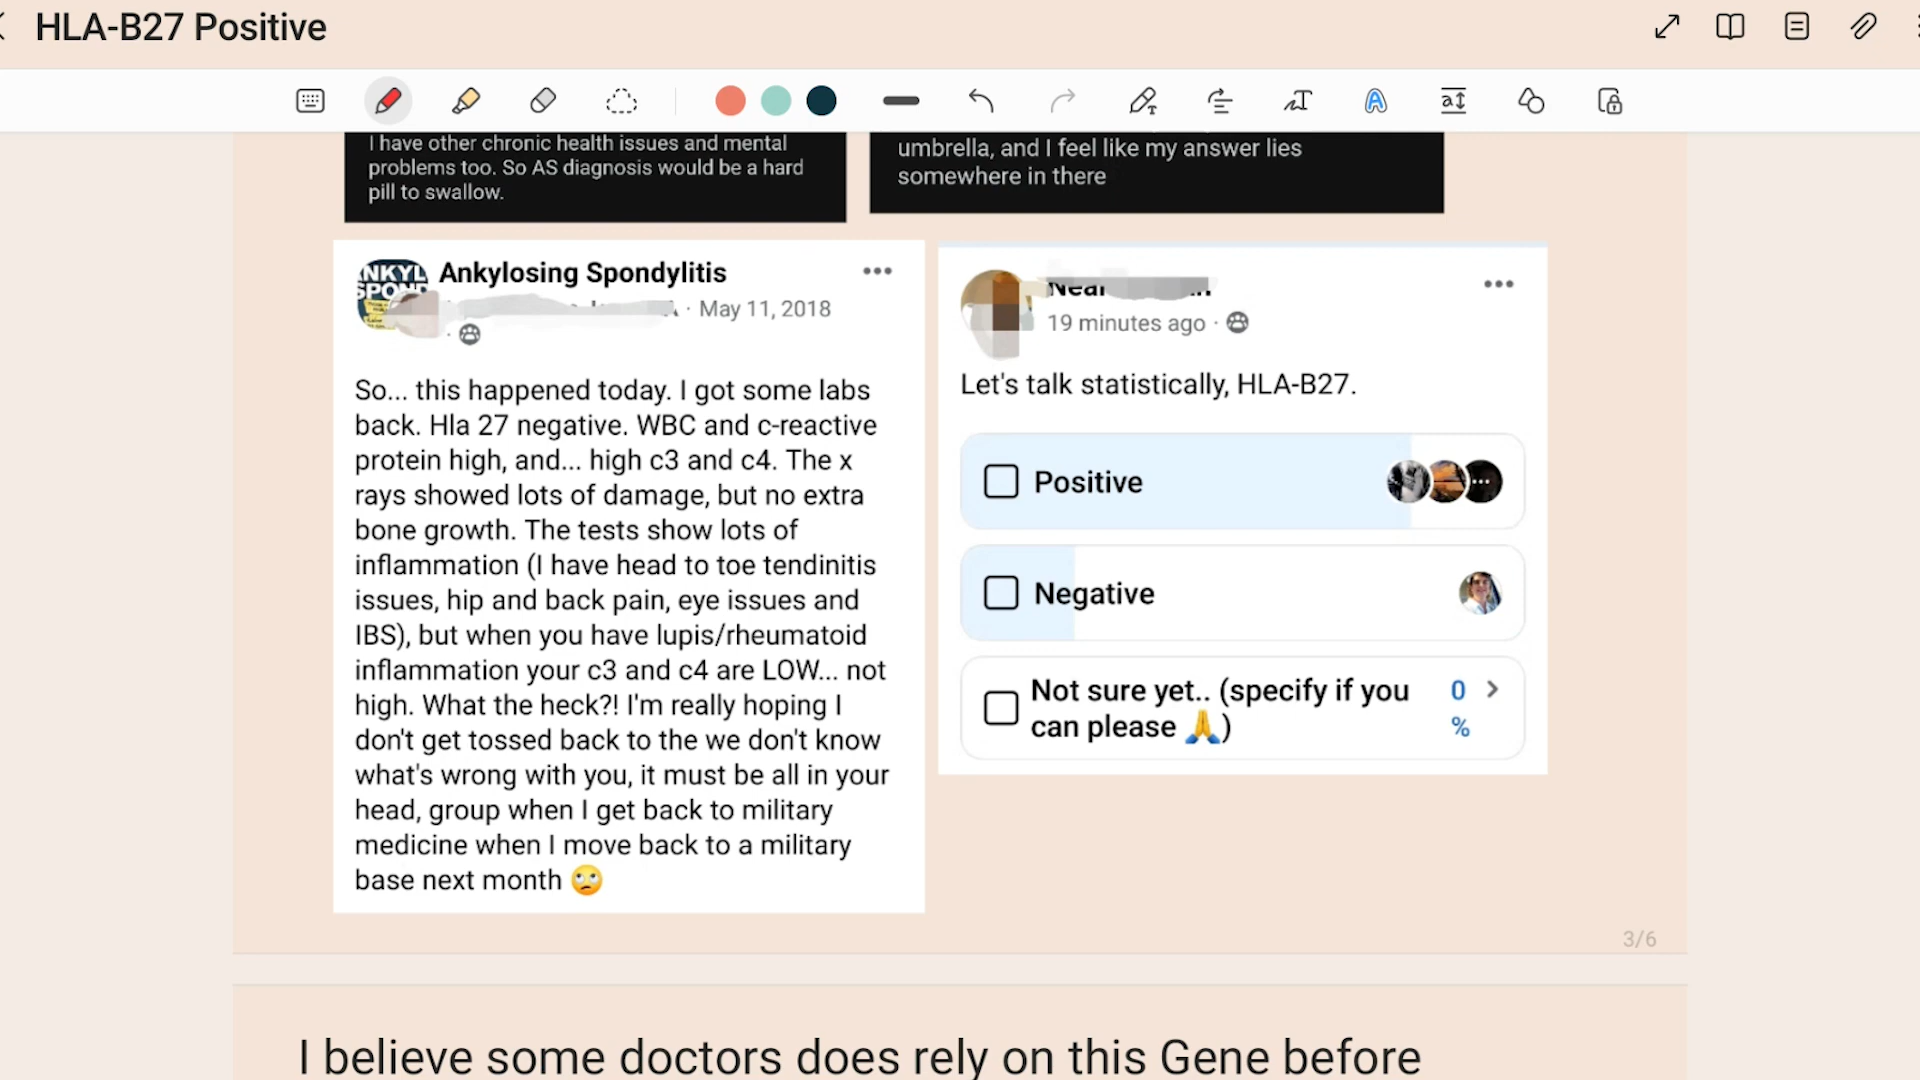 HLA-B27 Positive
I have other chronic health issues and mental
problems too. So AS diagnosis would be a hard
pill to swallow.
umbrella, and I feel like my answer lies
somewhere in there
Ankylosing Spondylitis
· May 11, 2018
So... this happened today. I got some labs
back. Hla 27 negative. WBC and c-reactive
protein high, and... high c3 and c4. The x
rays showed lots of damage, but no extra
bone growth. The tests show lots of
inflammation (I have head to toe tendinitis
issues, hip and back pain, eye issues and
IBS), but when you have lupis/rheumatoid
inflammation your c3 and c4 are LOW... not
high. What the heck?! I'm really hoping I
don't get tossed back to the we don't know
what's wrong with you, it must be all in your
head, group when I get back to military
medicine when I move back to a military
base next month 🙄
19 minutes ago ·
Let's talk statistically, HLA-B27.
Positive
Negative
Not sure yet.. (specify if you
can please 🙏)
0
%
3/6
I believe some doctors does rely on this Gene before